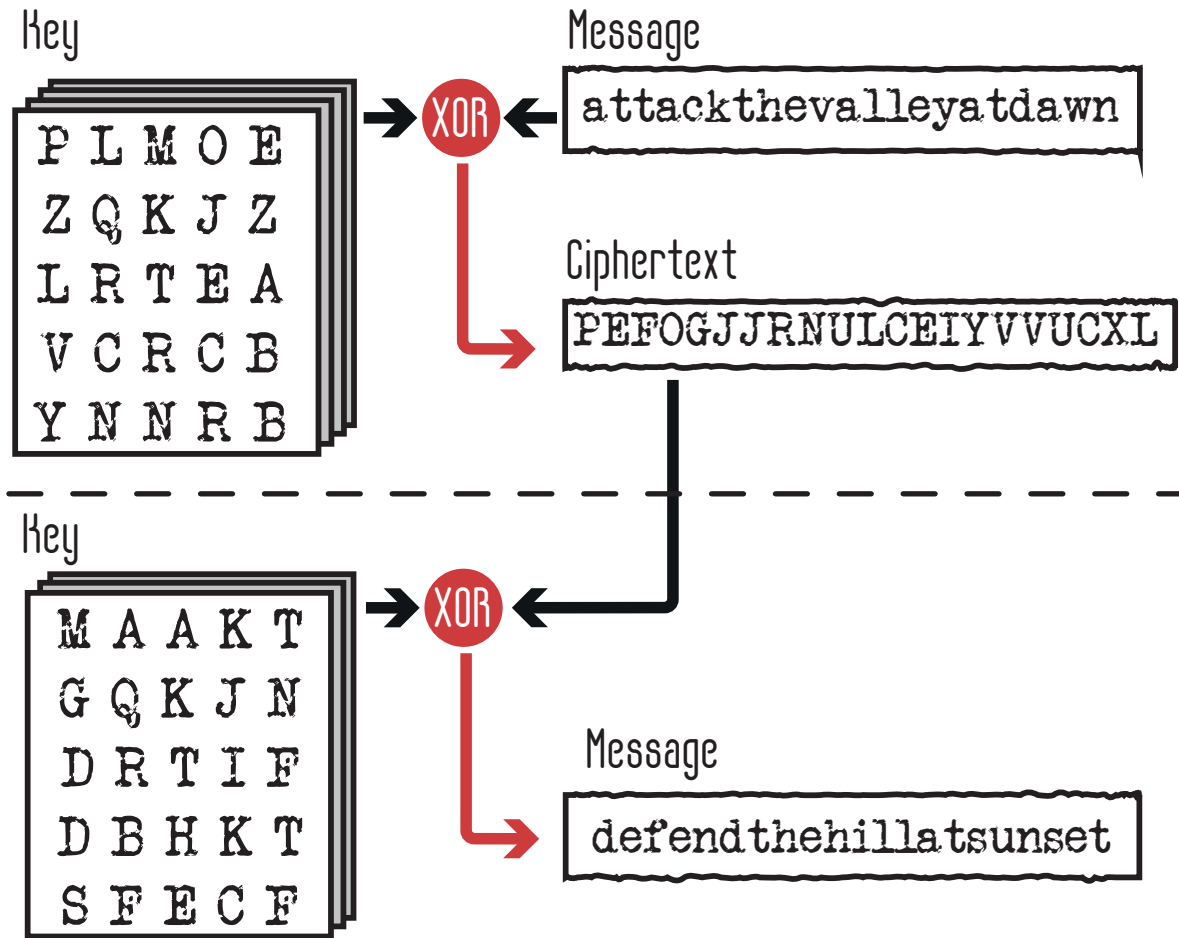 Key
P L M O E
Z Q K J Z
L R T E A
V C R C B
Y N N R B
XOR
Message
attackthevalleyatdawn
Ciphertext
PEFOGJJRNULCEIYVVUCXL
Key
M A A K T
G Q K J N
D R T I F
D B H K T
S F E C F
XOR
Message
defendthehillatsunset